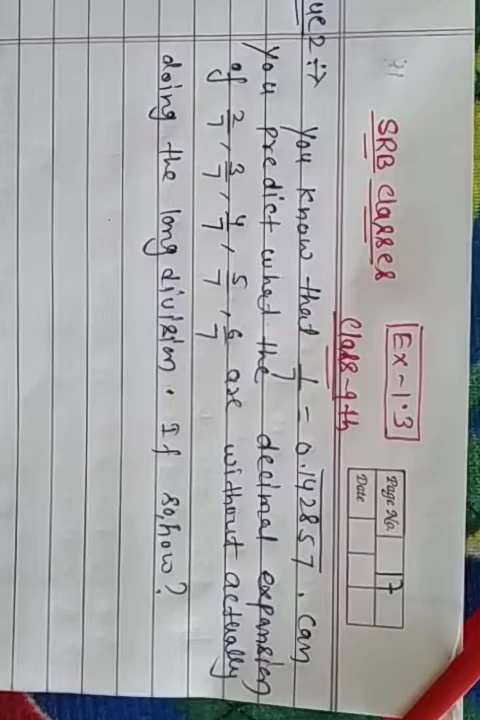 SRB Classes
Ex-1.3
Page No. 17
Date
Class-9th
ue2:→ You know that 1/7 = 0.142857. Can
You predict what the decimal expansion
of 2/7, 3/7, 4/7, 5/7, 6/7 are without actually
doing the long division. If so, how?